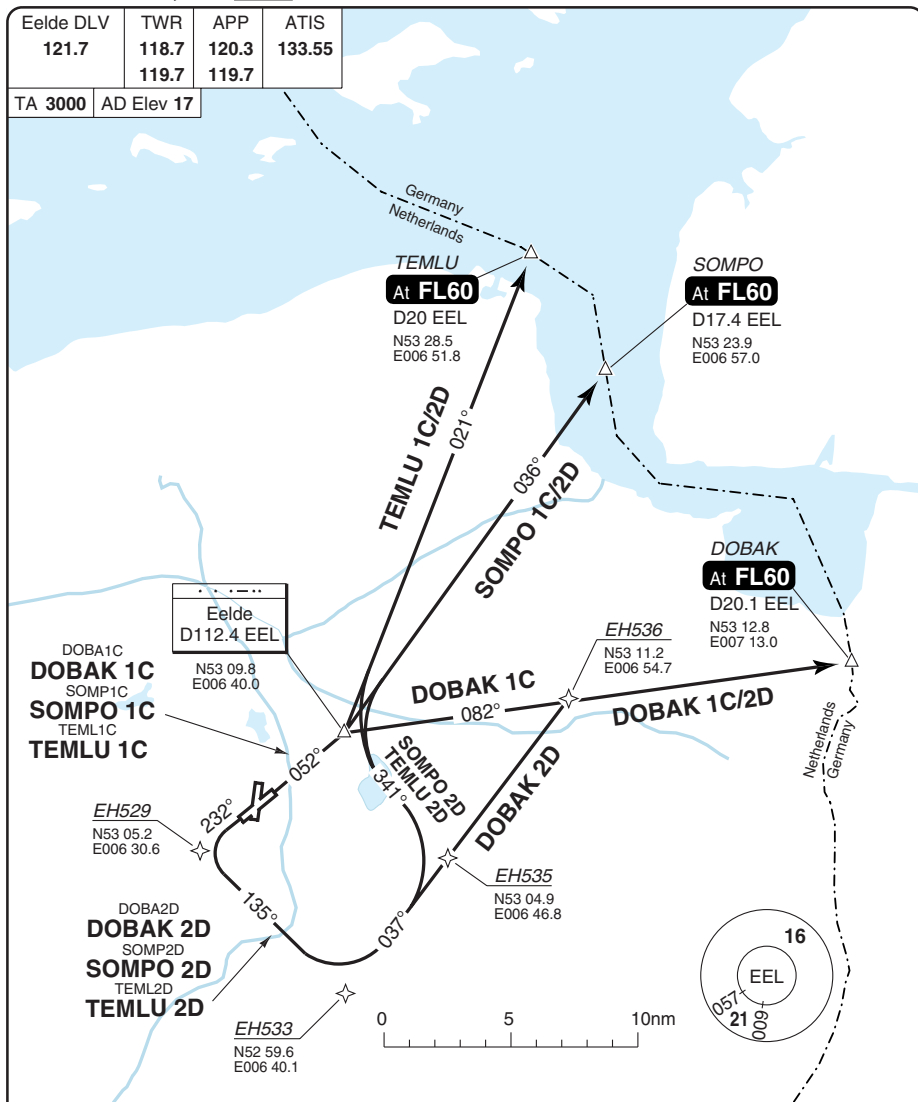 Eelde DLV TWR APP ATIS
121.7 118.7 120.3 133.55
119.7 119.7
TA 3000 AD Elev 17
Germany
Netherlands
TEMLU
At FL60
D20 EEL
N53 28.5
E006 51.8
SOMPO
At FL60
D17.4 EEL
N53 23.9
E006 57.0
TEMLU 1C/2D
021°
SOMPO 1C/2D
036°
DOBAK
At FL60
D20.1 EEL
N53 12.8
E007 13.0
Eelde
D112.4 EEL
N53 09.8
E006 40.0
EH536
N53 11.2
E006 54.7
DOBA1C
DOBAK 1C
SOMP1C
SOMPO 1C
TEML1C
TEMLU 1C
DOBAK 1C
082°
DOBAK 1C/2D
052°
SOMPO 2D
TEMLU 2D
341°
DOBAK 2D
Netherlands
Germany
232°
EH529
N53 05.2
E006 30.6
EH535
N53 04.9
E006 46.8
135°
037°
DOBA2D
DOBAK 2D
SOMP2D
SOMPO 2D
TEML2D
TEMLU 2D
EH533
N52 59.6
E006 40.1
0 5 10nm
16
EEL
057
21
009